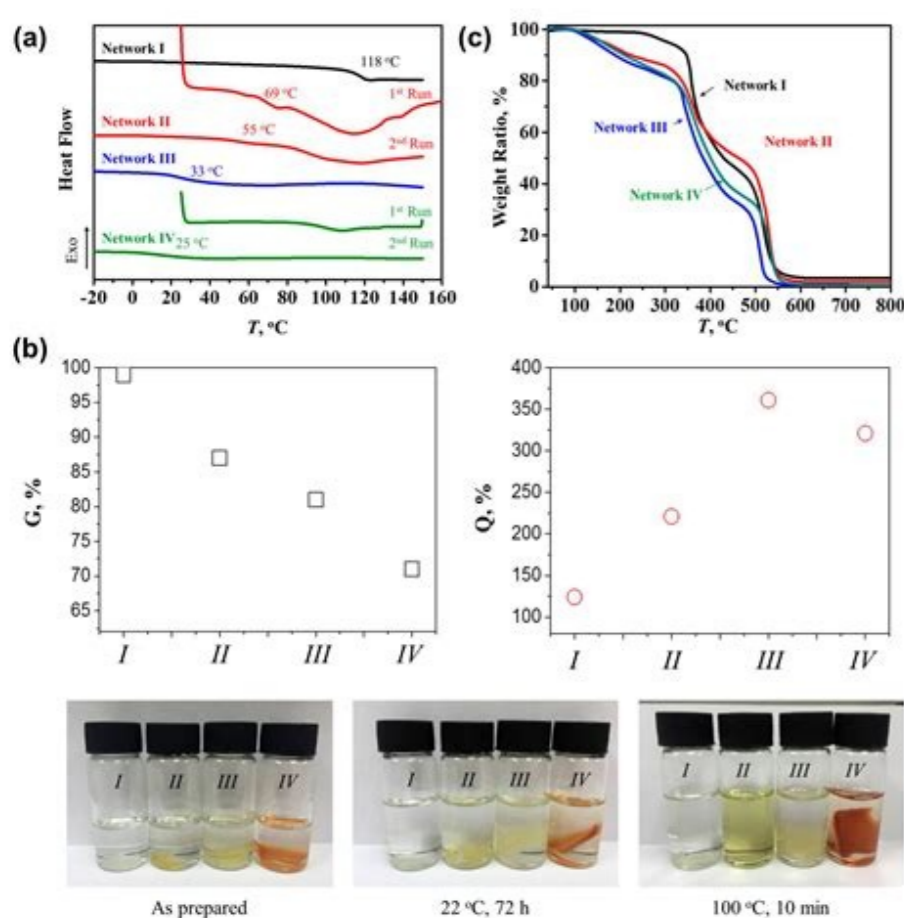 (a)
Network I
118 °C
69 °C
1st Run
Network II
55 °C
2nd Run
Network III
33 °C
1st Run
Network IV
25 °C
2nd Run
Heat Flow
Exo
-20 0 20 40 60 80 100 120 140 160
T, °C
(c)
100
80
60
40
20
0
Weight Ratio, %
Network I
Network III
Network II
Network IV
100 200 300 400 500 600 700 800
T, °C
(b)
100
95
90
85
80
75
70
65
G, %
I II III IV
400
350
300
250
200
150
100
Q, %
I II III IV
I II III IV
I II III IV
I II III IV
As prepared
22 °C, 72 h
100 °C, 10 min